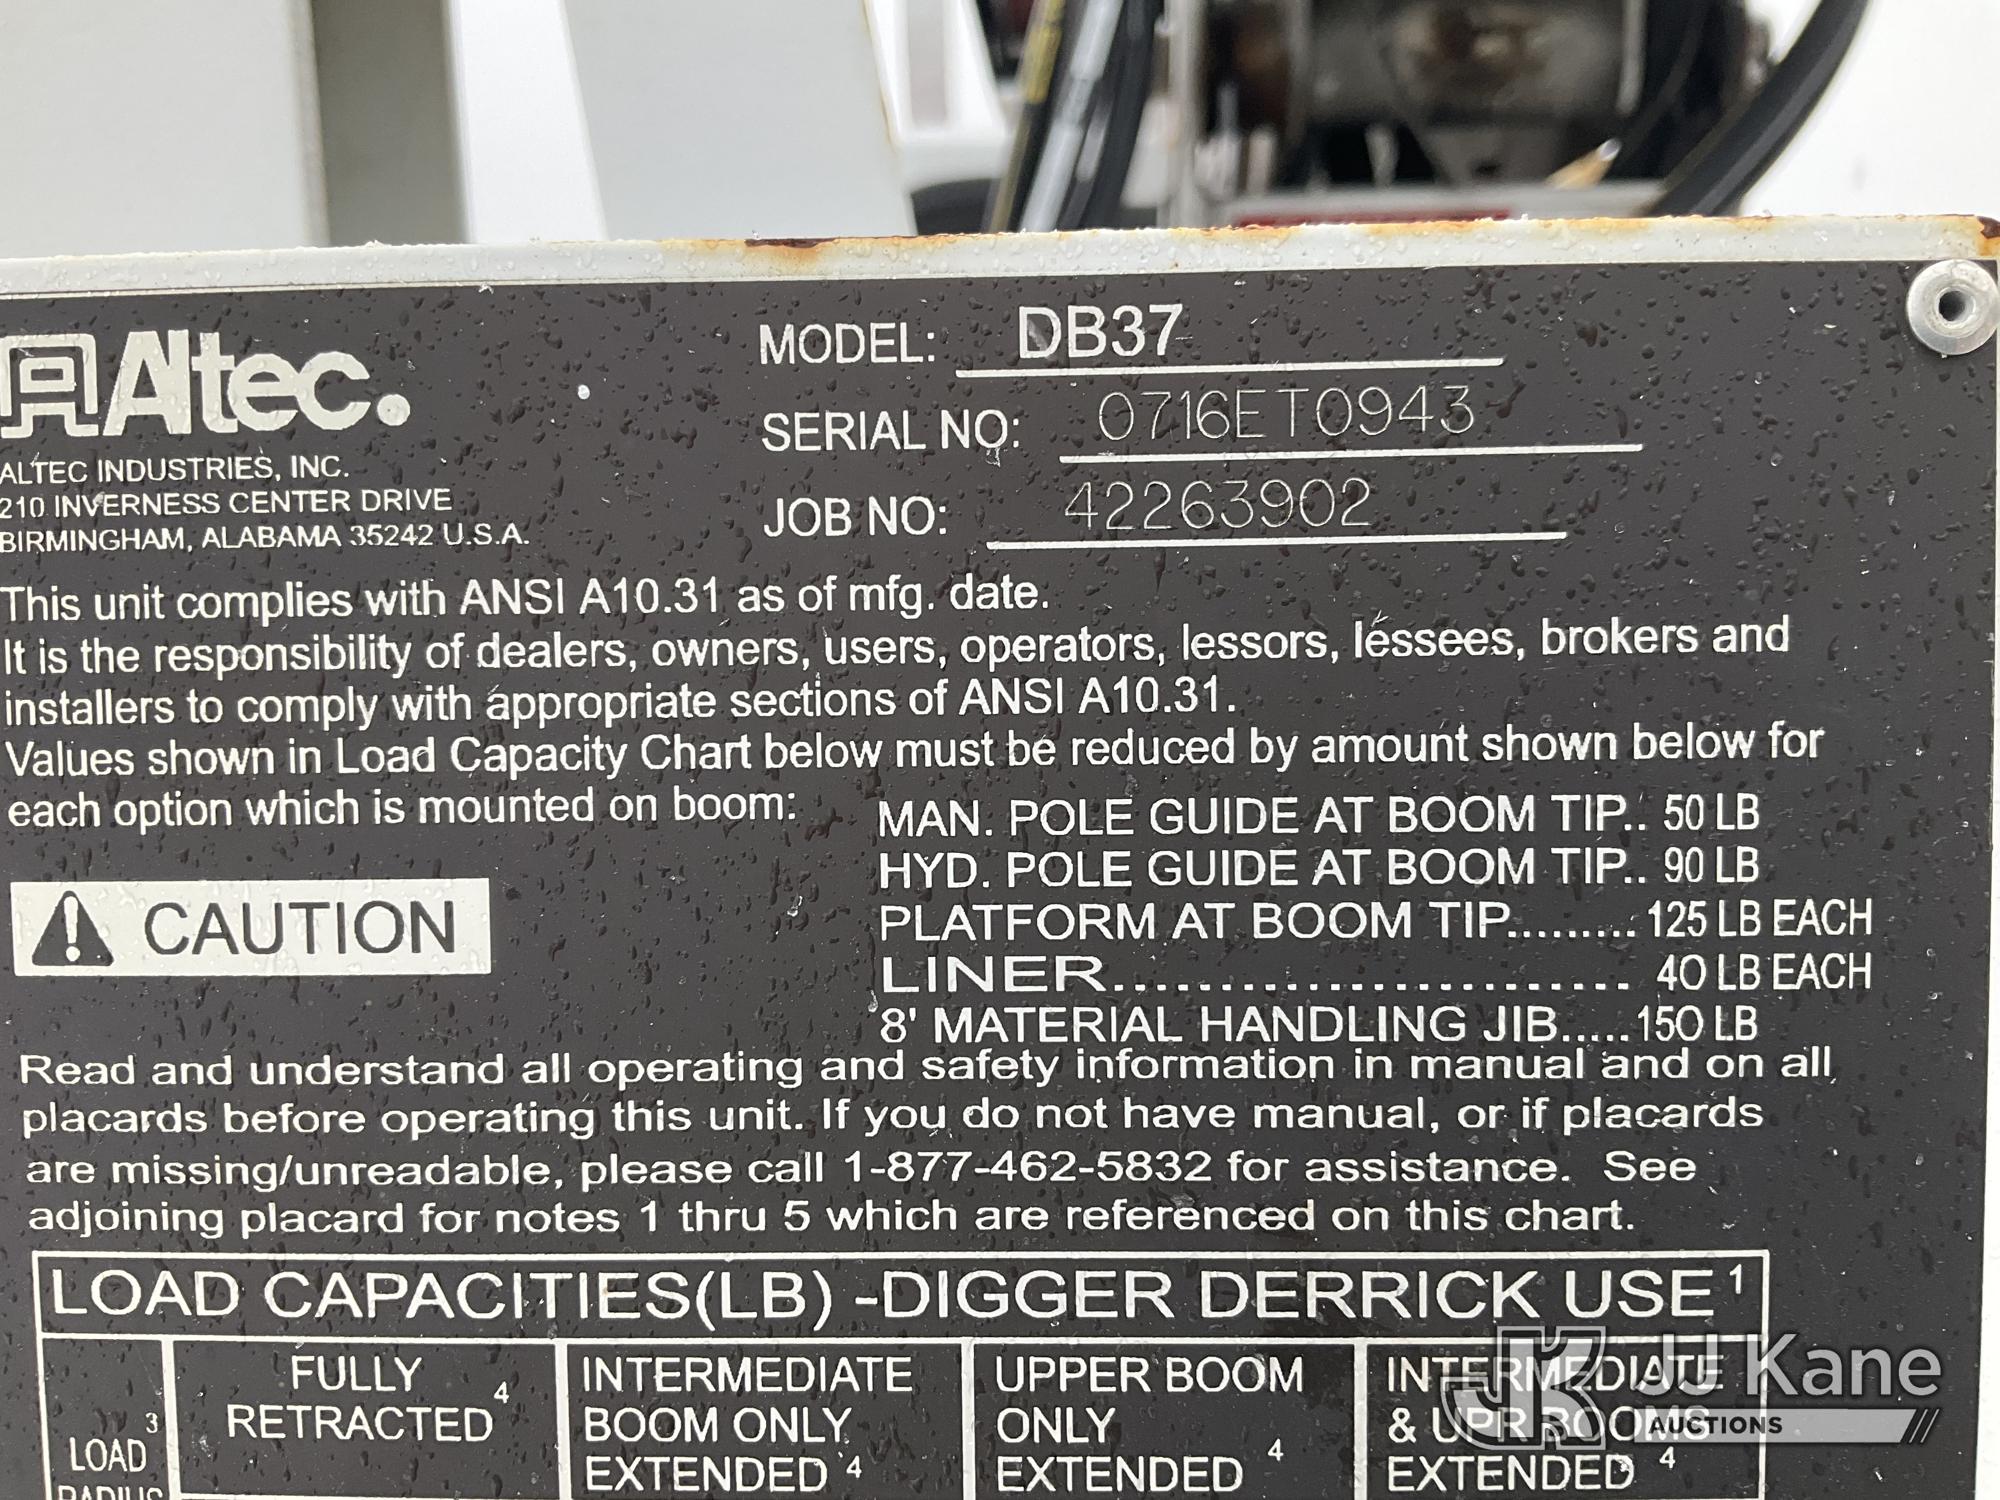 Altec.
ALTEC INDUSTRIES, INC.
210 INVERNESS CENTER DRIVE
BIRMINGHAM, ALABAMA 35242 U.S.A.
MODEL: DB37
SERIAL NO: 0716ET0943
JOB NO: 42263902
This unit complies with ANSI A10.31 as of mfg. date.
It is the responsibility of dealers, owners, users, operators, lessors, lessees, brokers and
installers to comply with appropriate sections of ANSI A10.31.
Values shown in Load Capacity Chart below must be reduced by amount shown below for
each option which is mounted on boom:
MAN. POLE GUIDE AT BOOM TIP.. 50 LB
HYD. POLE GUIDE AT BOOM TIP.. 90 LB
PLATFORM AT BOOM TIP......... 125 LB EACH
LINER........................ 40 LB EACH
8' MATERIAL HANDLING JIB.....150 LB
CAUTION
Read and understand all operating and safety information in manual and on all
placards before operating this unit. If you do not have manual, or if placards
are missing/unreadable, please call 1-877-462-5832 for assistance. See
adjoining placard for notes 1 thru 5 which are referenced on this chart.
LOAD CAPACITIES(LB) -DIGGER DERRICK USE 1
LOAD 3
RADIUS
FULLY
RETRACTED 4
INTERMEDIATE
BOOM ONLY
EXTENDED 4
UPPER BOOM
ONLY
EXTENDED 4
INTERMEDIATE
& UPR BOOMS
EXTENDED 4
JK JJ Kane
AUCTIONS